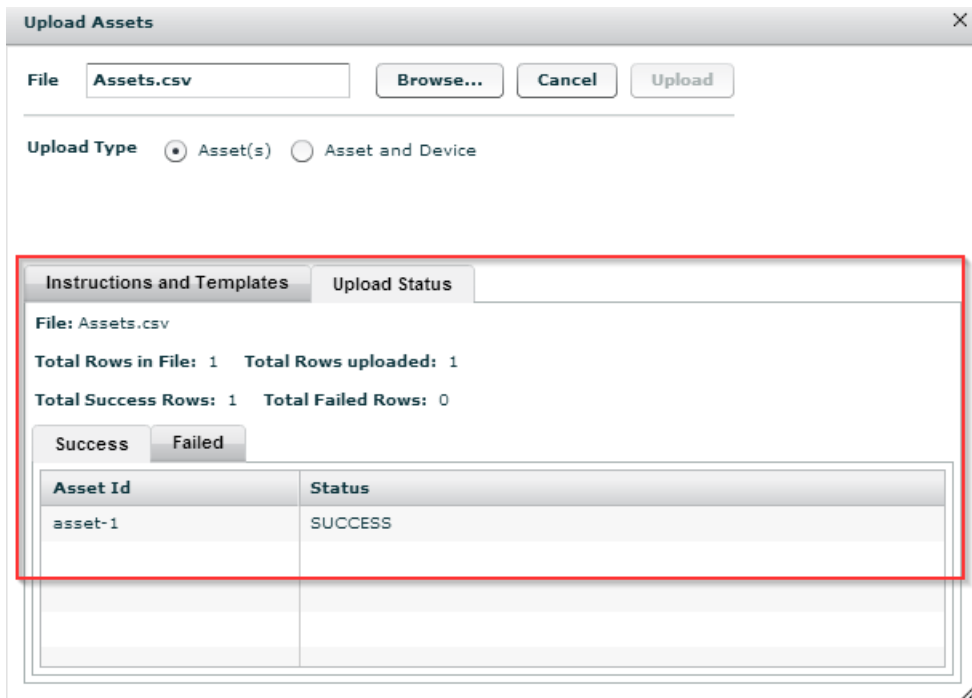 Upload Assets
File Assets.csv Browse... Cancel Upload
Upload Type Asset(s) Asset and Device
Instructions and Templates Upload Status
File: Assets.csv
Total Rows in File: 1 Total Rows uploaded: 1
Total Success Rows: 1 Total Failed Rows: 0
Success Failed
Asset Id Status
asset-1 SUCCESS